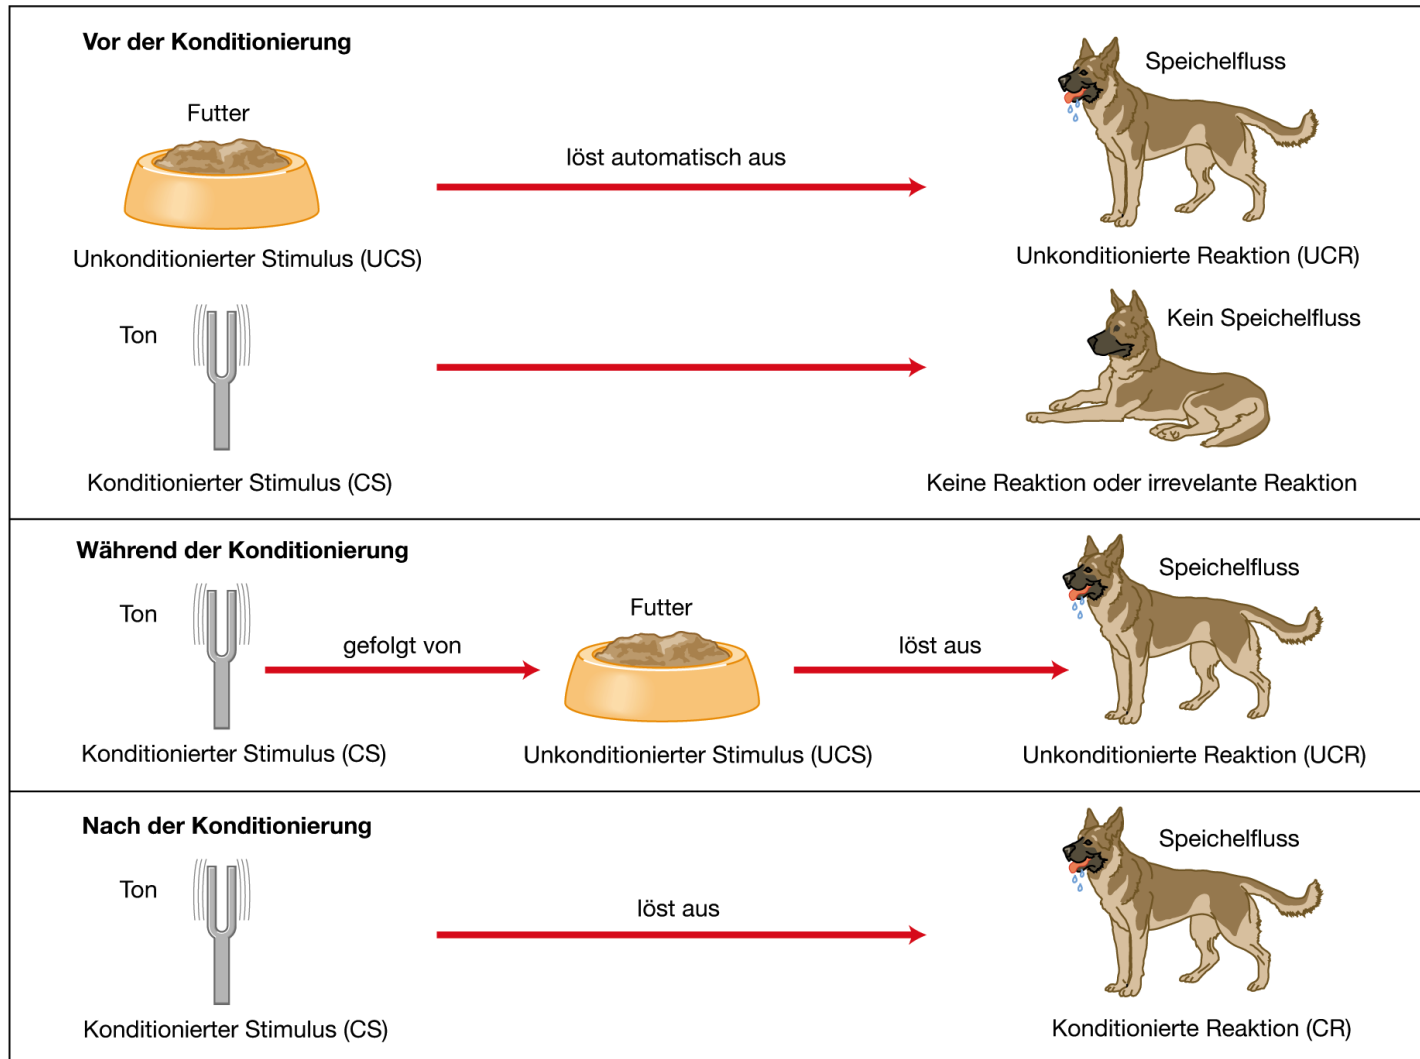 Vor der Konditionierung
Speichelfluss
Futter
löst automatisch aus
Unkonditionierter Stimulus (UCS)
Unkonditionierte Reaktion (UCR)
Ton
Kein Speichelfluss
Konditionierter Stimulus (CS)
Keine Reaktion oder irrevelante Reaktion
Während der Konditionierung
Ton
gefolgt von
Futter
löst aus
Speichelfluss
Konditionierter Stimulus (CS)
Unkonditionierter Stimulus (UCS)
Unkonditionierte Reaktion (UCR)
Nach der Konditionierung
Ton
löst aus
Speichelfluss
Konditionierter Stimulus (CS)
Konditionierte Reaktion (CR)